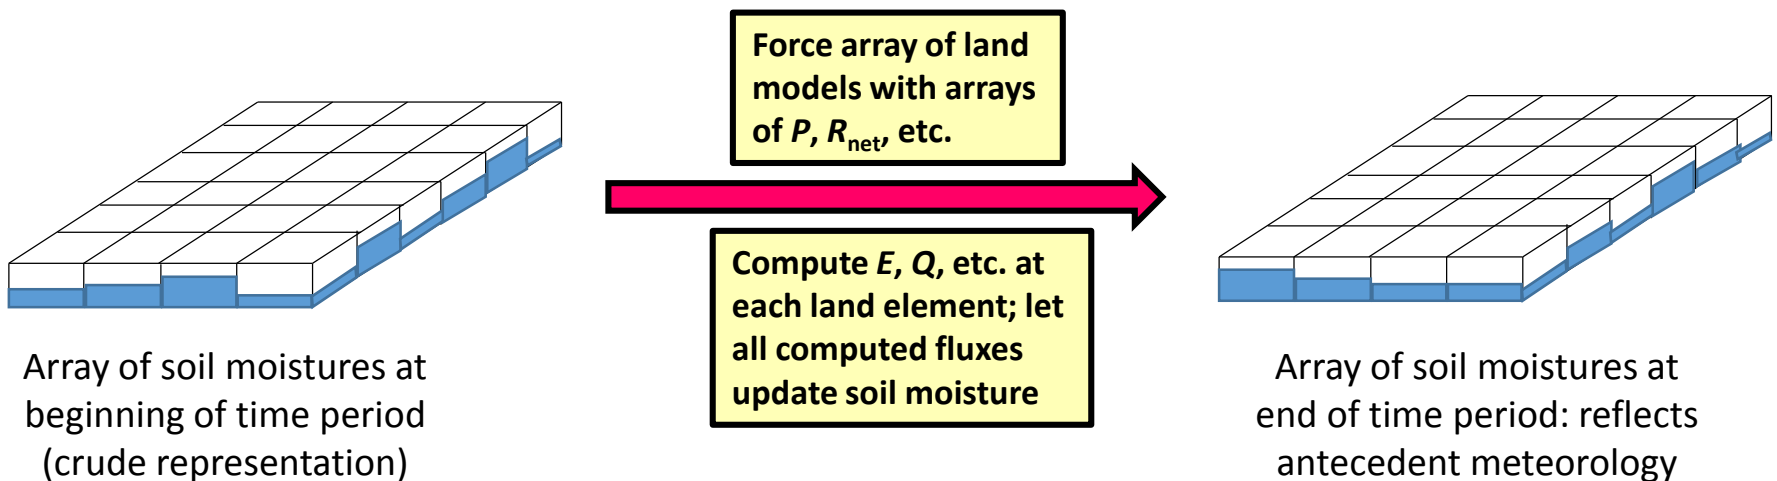 Force array of land
models with arrays
of P, Rnet, etc.
Compute E, Q, etc. at
each land element; let
all computed fluxes
update soil moisture
Array of soil moistures at
beginning of time period
(crude representation)
Array of soil moistures at
end of time period: reflects
antecedent meteorology